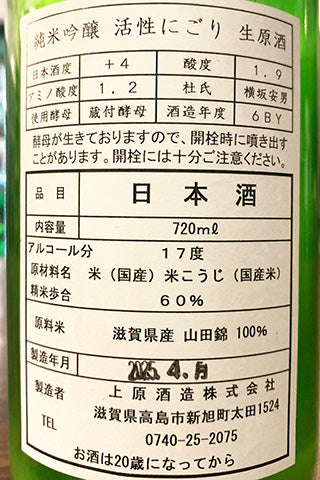 純米吟醸 活性にごり 生原酒
日本酒度 +4 酸度 1.9
アミノ酸度 1.2 杜氏 横坂安男
使用酵母 蔵付酵母 酒造年度 6BY
酵母が生きておりますので、開栓時に噴き出す
ことがあります。開栓には十分ご注意ください。
品目 日本酒
内容量 720mℓ
アルコール分 17度
原材料名 米(国産)米こうじ(国産米)
精米歩合 60%
原料米 滋賀県産 山田錦 100%
製造年月 2025.4.月
製造者 上原酒造株式会社
滋賀県高島市新旭町太田1524
TEL 0740-25-2075
お酒は20歳になってから